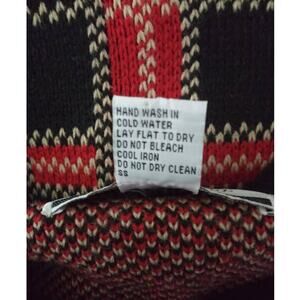 HAND WASH IN
COLD WATER
LAY FLAT TO DRY
DO NOT BLEACH
COOL IRON
DO NOT DRY CLEAN
SS